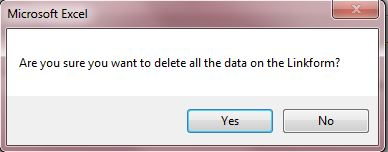 Microsoft Excel
Are you sure you want to delete all the data on the Linkform?
Yes
No